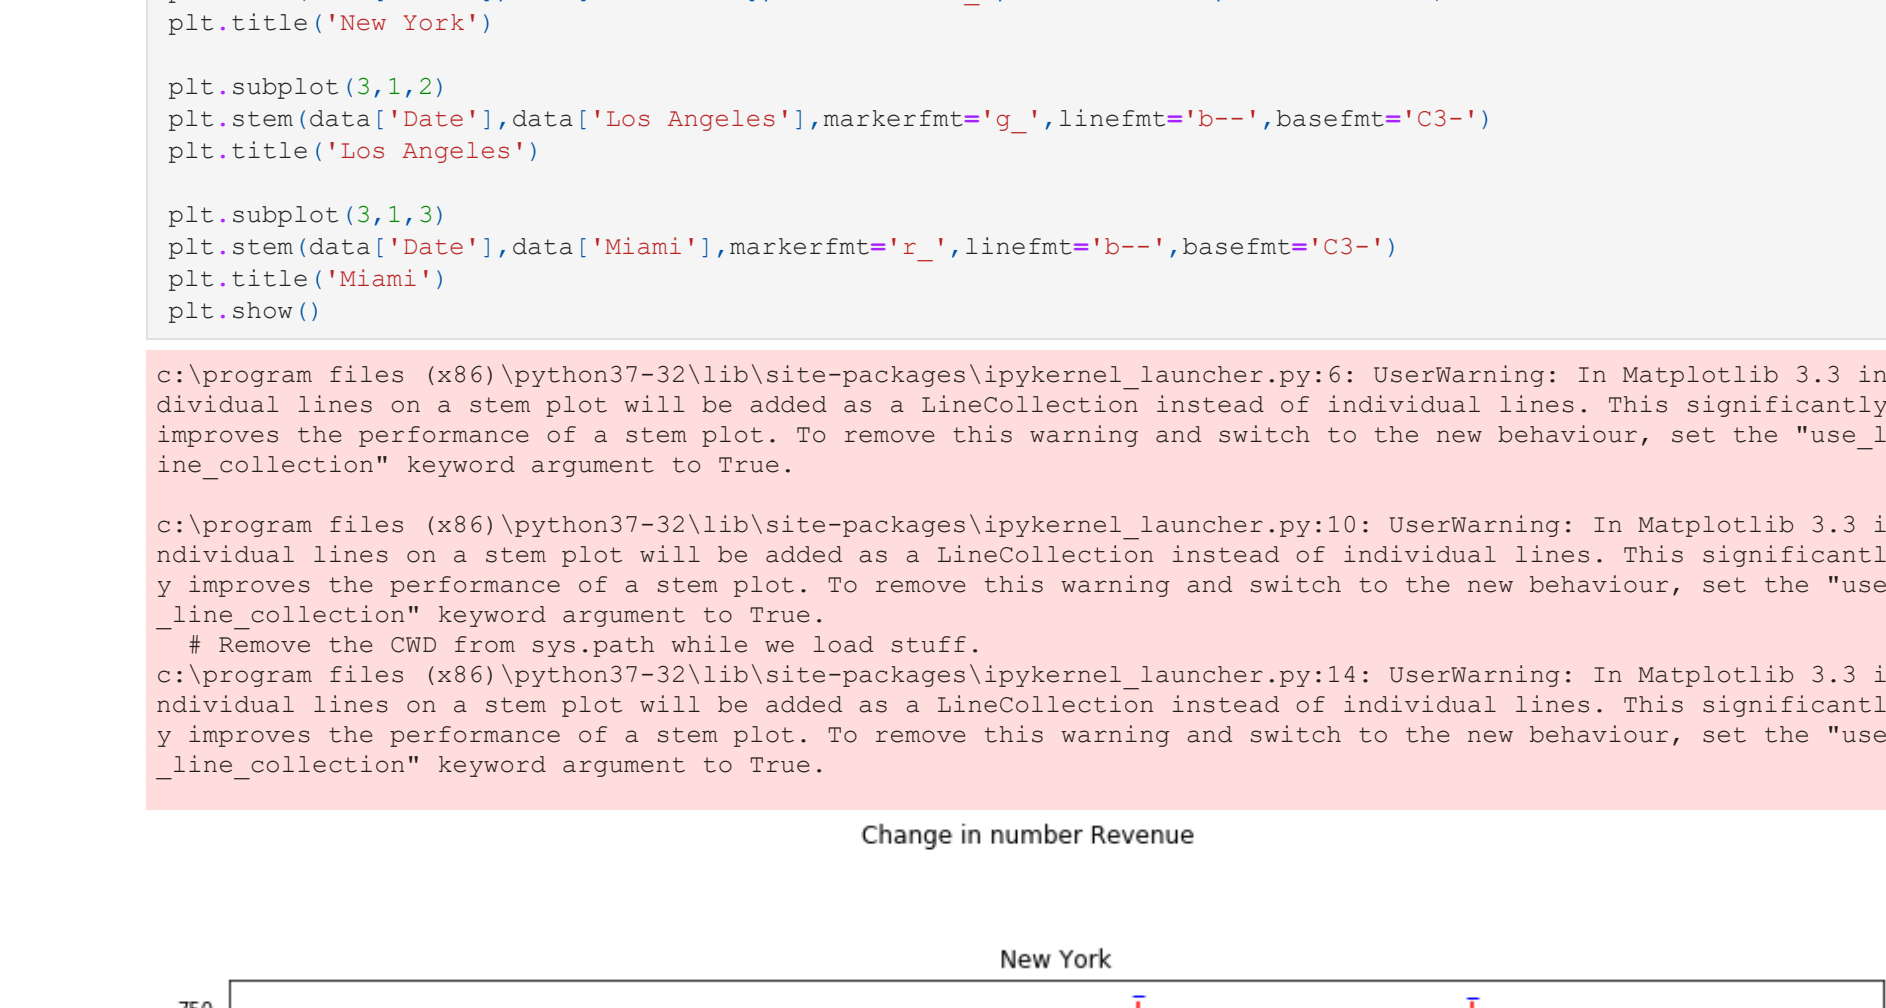 plt.title('New York')
plt.subplot(3,1,2)
plt.stem(data['Date'],data['Los Angeles'],markerfmt='g_',linefmt='b--',basefmt='C3-')
plt.title('Los Angeles')
plt.subplot(3,1,3)
plt.stem(data['Date'],data['Miami'],markerfmt='r_',linefmt='b--',basefmt='C3-')
plt.title('Miami')
plt.show()
c:\program files (x86)\python37-32\lib\site-packages\ipykernel_launcher.py:6: UserWarning: In Matplotlib 3.3 in
dividual lines on a stem plot will be added as a LineCollection instead of individual lines. This significantly
improves the performance of a stem plot. To remove this warning and switch to the new behaviour, set the "use_l
ine_collection" keyword argument to True.
c:\program files (x86)\python37-32\lib\site-packages\ipykernel_launcher.py:10: UserWarning: In Matplotlib 3.3 i
ndividual lines on a stem plot will be added as a LineCollection instead of individual lines. This significantl
y improves the performance of a stem plot. To remove this warning and switch to the new behaviour, set the "use
_line_collection" keyword argument to True.
# Remove the CWD from sys.path while we load stuff.
c:\program files (x86)\python37-32\lib\site-packages\ipykernel_launcher.py:14: UserWarning: In Matplotlib 3.3 i
ndividual lines on a stem plot will be added as a LineCollection instead of individual lines. This significantl
y improves the performance of a stem plot. To remove this warning and switch to the new behaviour, set the "use
_line_collection" keyword argument to True.
Change in number Revenue
New York
750